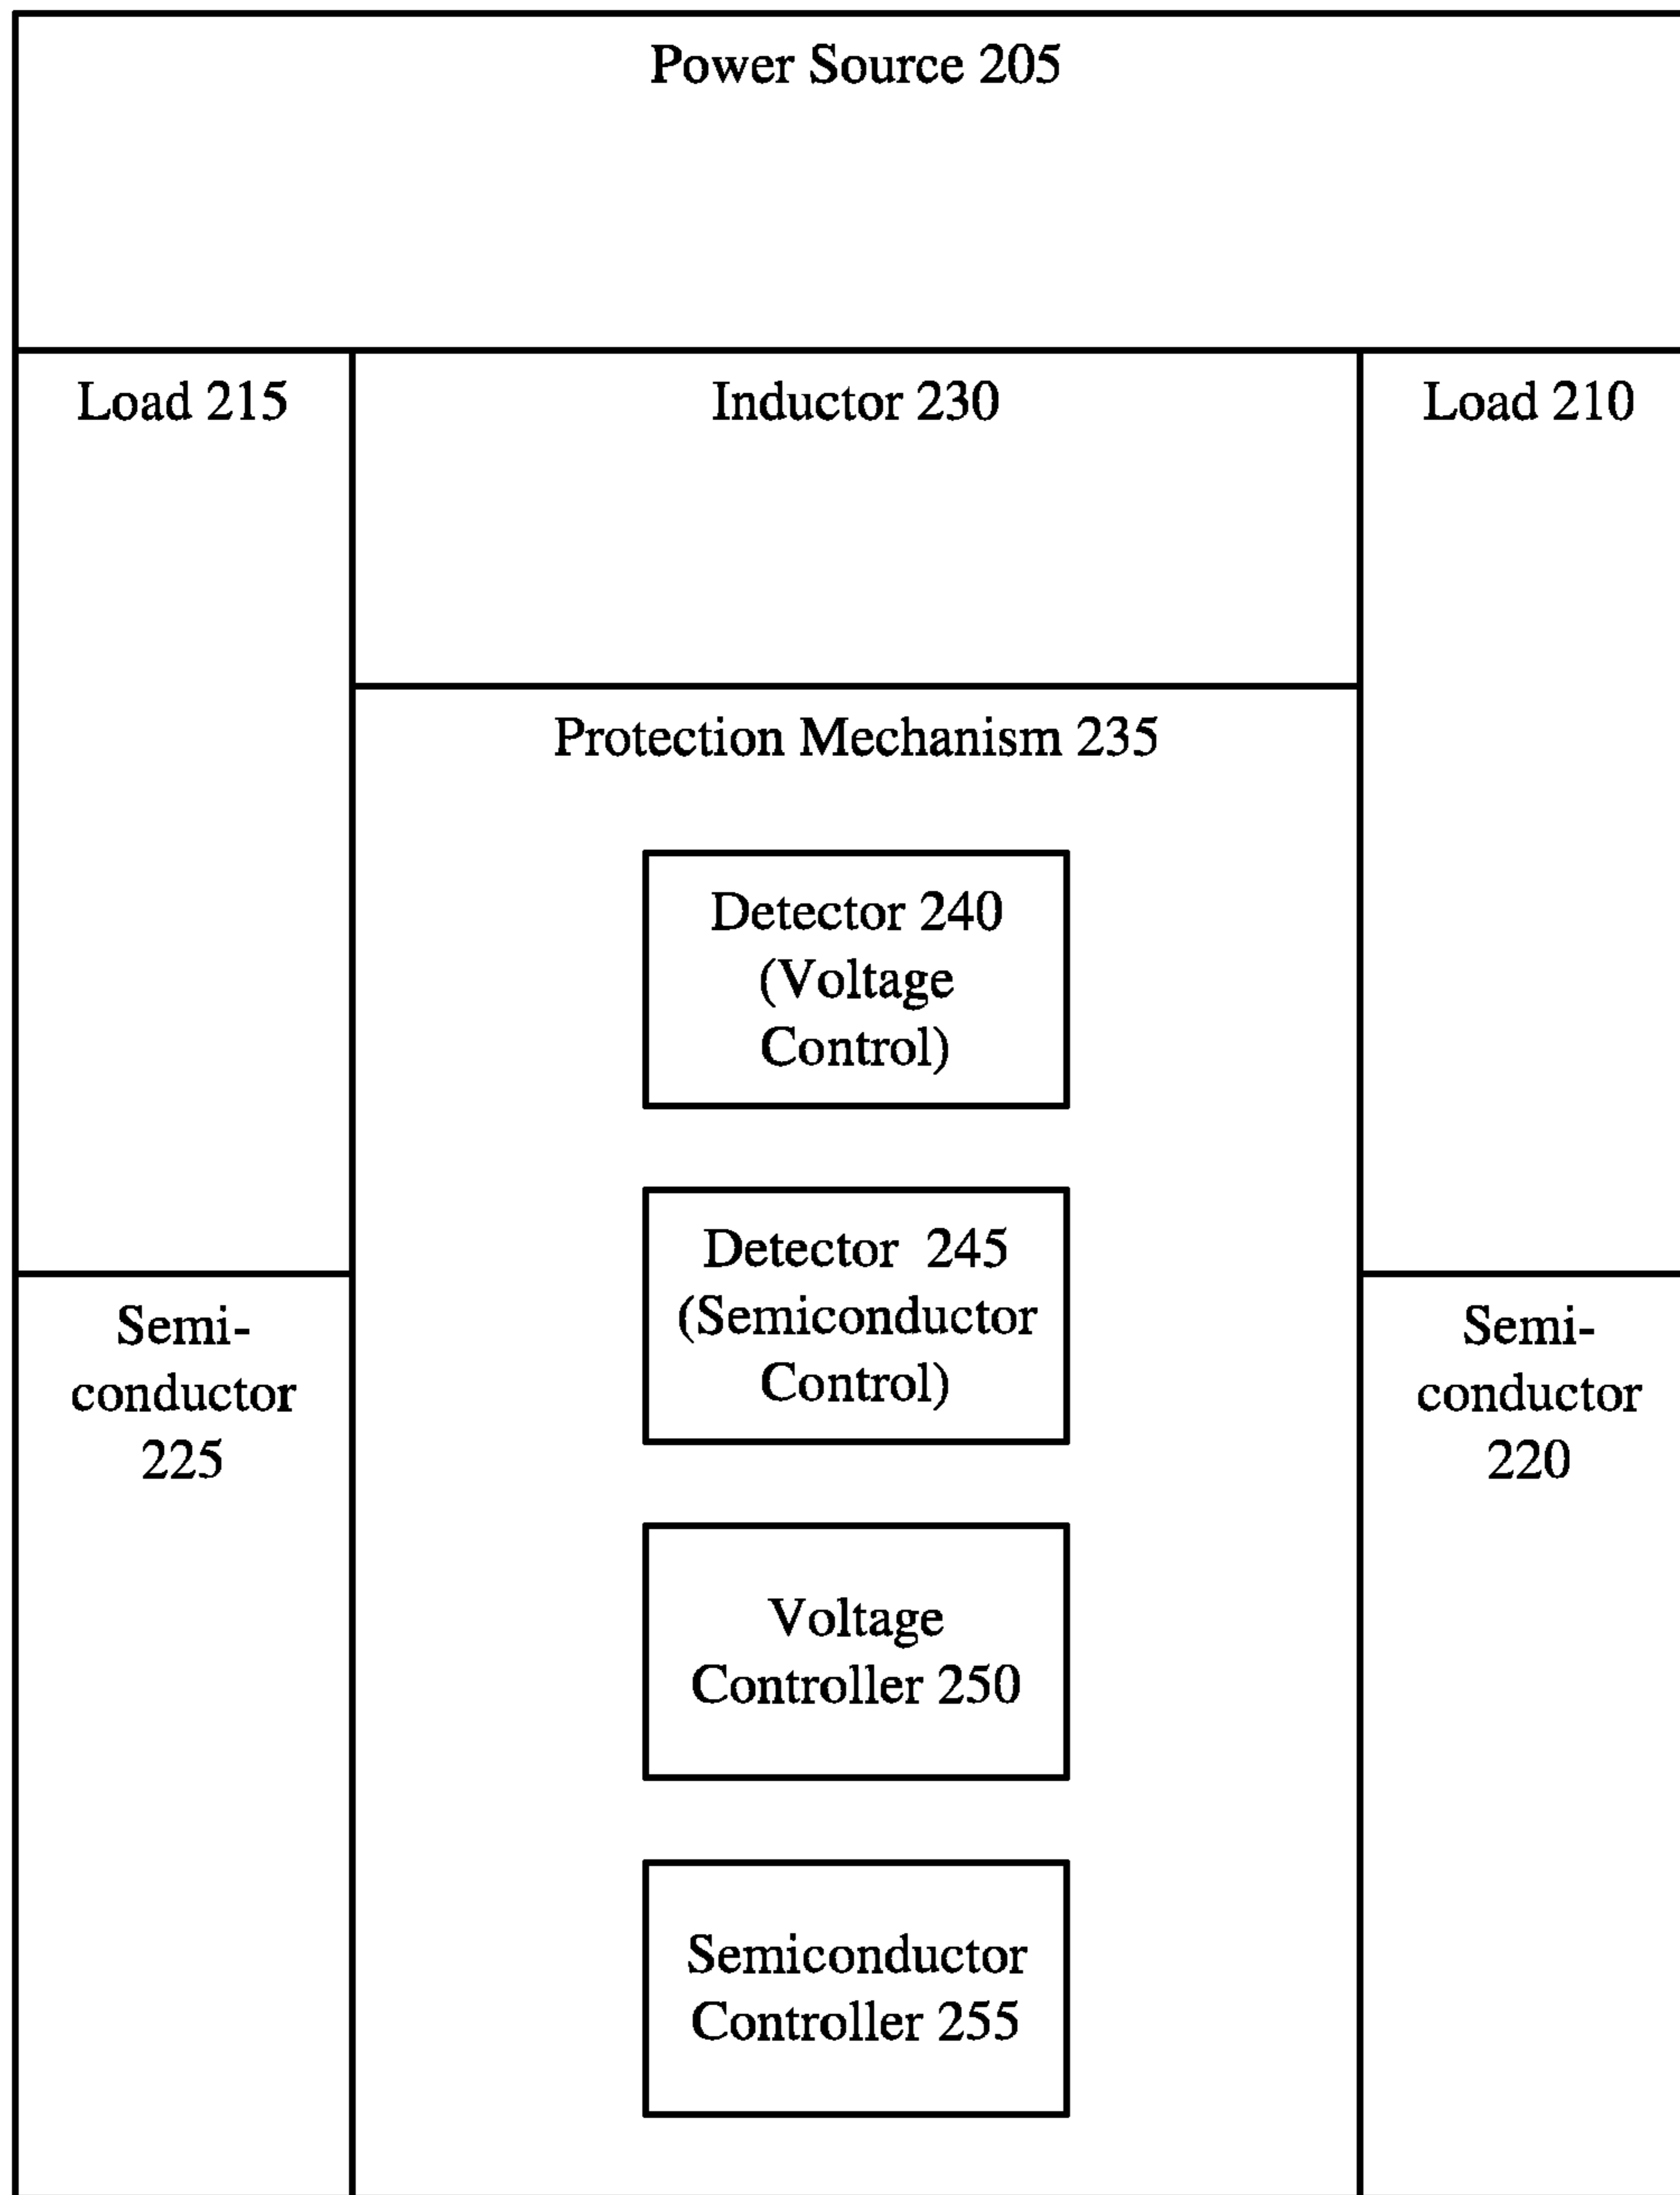 Power Source 205
Load 215
Inductor 230
Load 210
Protection Mechanism 235
Detector 240
(Voltage
Control)
Detector 245
(Semiconductor
Control)
Semi-
conductor
225
Semi-
conductor
220
Voltage
Controller 250
Semiconductor
Controller 255